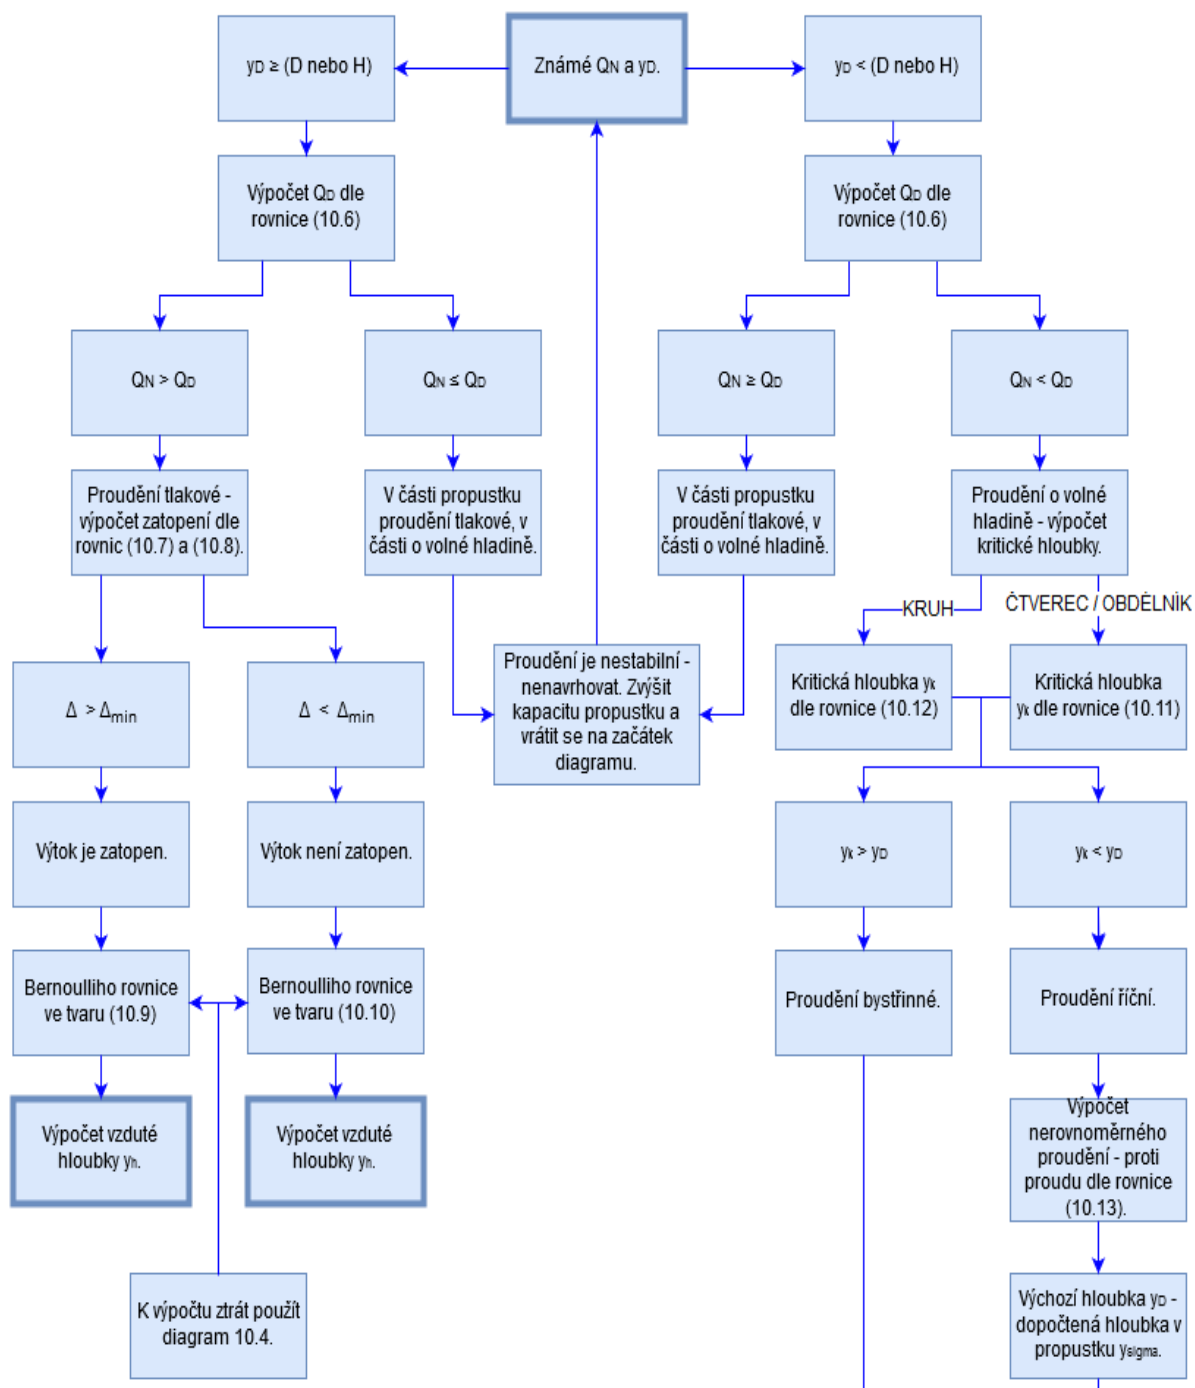 yD ≥ (D nebo H)
Známé QN a yD.
yD < (D nebo H)
Výpočet QD dle
rovnice (10.6)
Výpočet QD dle
rovnice (10.6)
QN > QD
QN ≤ QD
QN ≥ QD
QN < QD
Proudění tlakové -
výpočet zatopení dle
rovnic (10.7) a (10.8).
V části propustku
proudění tlakové, v
části o volné hladině.
V části propustku
proudění tlakové, v
části o volné hladině.
Proudění o volné
hladině - výpočet
kritické hloubky.
KRUH
ČTVEREC / OBDÉLNÍK
Δ > Δmin
Δ < Δmin
Proudění je nestabilní -
nenavrhovat. Zvýšit
kapacitu propustku a
vrátit se na začátek
diagramu.
Kritická hloubka yk
dle rovnice (10.12)
Kritická hloubka
yk dle rovnice (10.11)
Výtok je zatopen.
Výtok není zatopen.
yk > yD
yk < yD
Bernoulliho rovnice
ve tvaru (10.9)
Bernoulliho rovnice
ve tvaru (10.10)
Proudění bystřinné.
Proudění říční.
Výpočet vzduté
hloubky yh.
Výpočet vzduté
hloubky yh.
Výpočet
nerovnoměrného
proudění - proti
proudu dle rovnice
(10.13).
K výpočtu ztrát použít
diagram 10.4.
Výchozí hloubka yD -
dopočtená hloubka v
propustku ysigma.